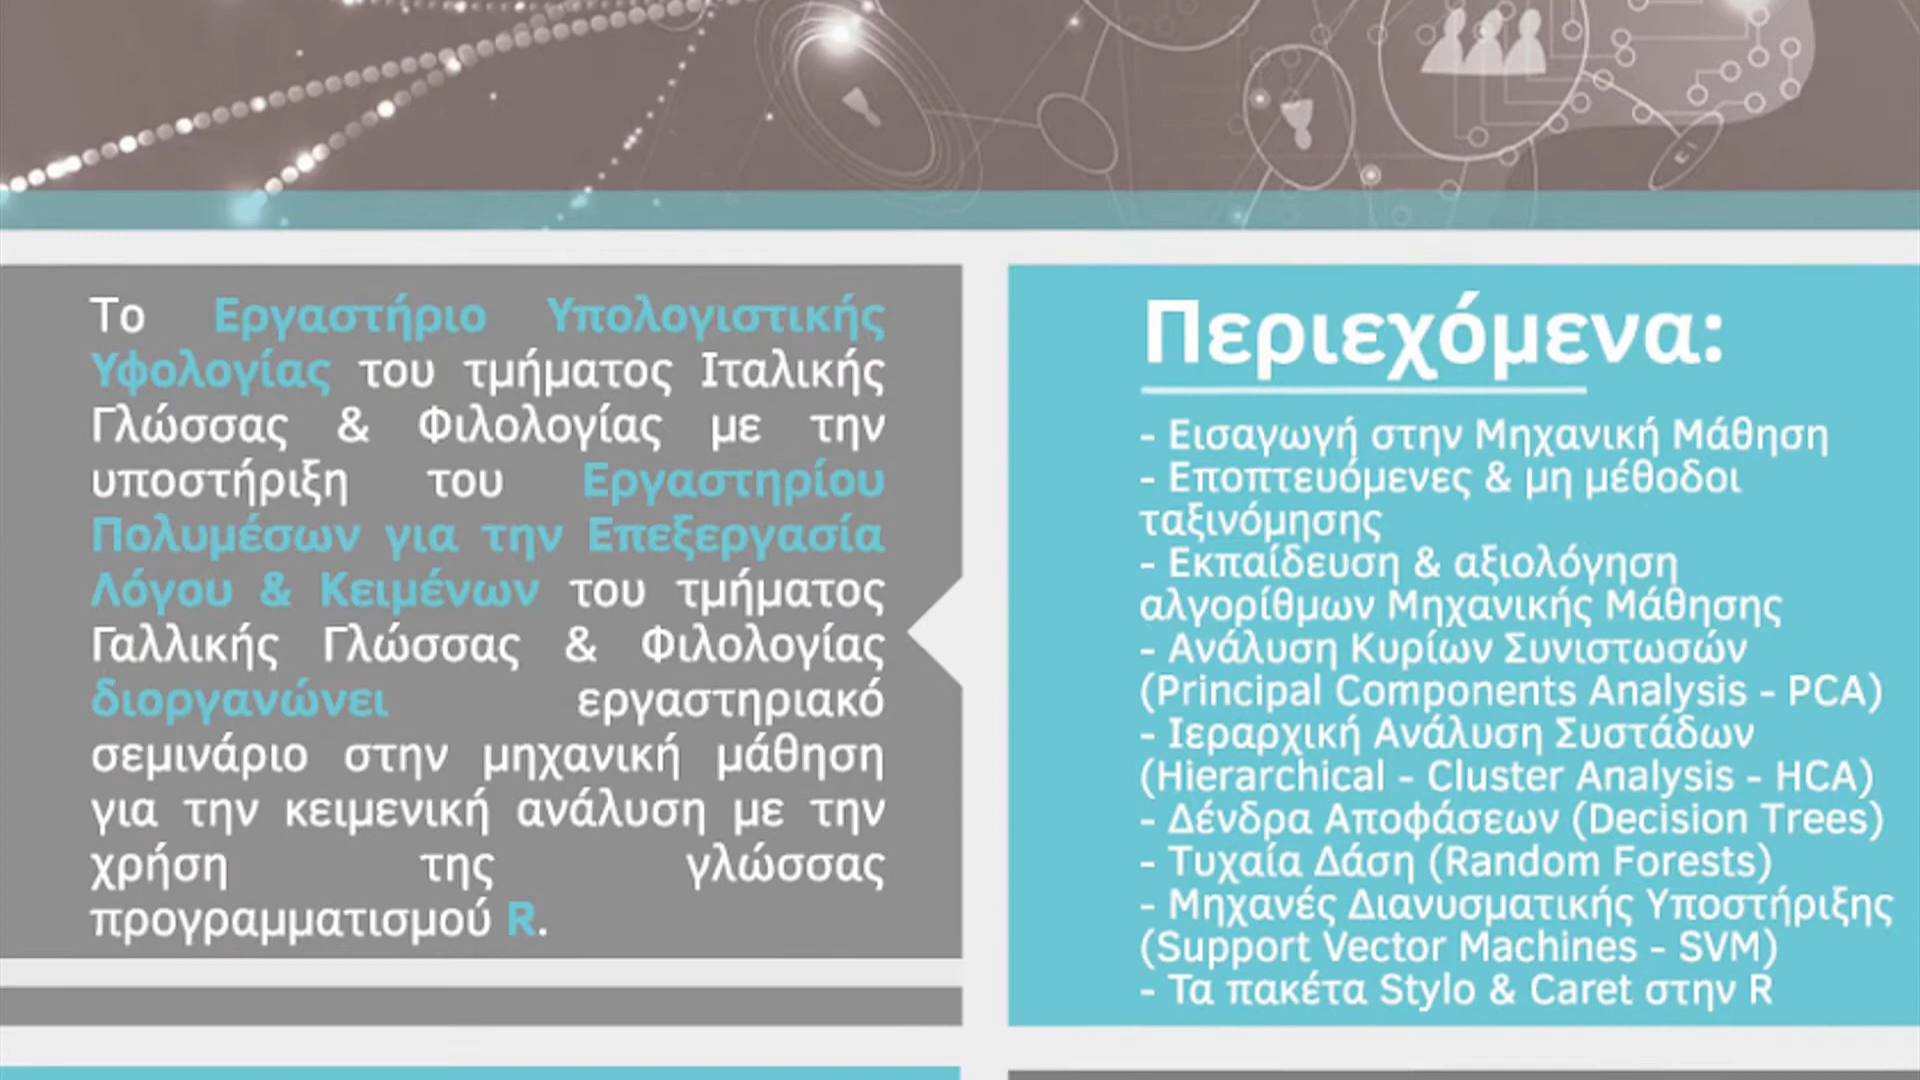 Το Εργαστήριο Υπολογιστικής
Υφολογίας του τμήματος Ιταλικής
Γλώσσας & Φιλολογίας με την
υποστήριξη του Εργαστηρίου
Πολυμέσων για την Επεξεργασία
Λόγου & Κειμένων του τμήματος
Γαλλικής Γλώσσας & Φιλολογίας
διοργανώνει εργαστηριακό
σεμινάριο στην μηχανική μάθηση
για την κειμενική ανάλυση με την
χρήση της γλώσσας
προγραμματισμού R.
Περιεχόμενα:
- Εισαγωγή στην Μηχανική Μάθηση
- Εποπτευόμενες & μη μέθοδοι
ταξινόμησης
- Εκπαίδευση & αξιολόγηση
αλγορίθμων Μηχανικής Μάθησης
- Ανάλυση Κυρίων Συνιστωσών
(Principal Components Analysis - PCA)
- Ιεραρχική Ανάλυση Συστάδων
(Hierarchical - Cluster Analysis - HCA)
- Δένδρα Αποφάσεων (Decision Trees)
- Τυχαία Δάση (Random Forests)
- Μηχανές Διανυσματικής Υποστήριξης
(Support Vector Machines - SVM)
- Τα πακέτα Stylo & Caret στην R